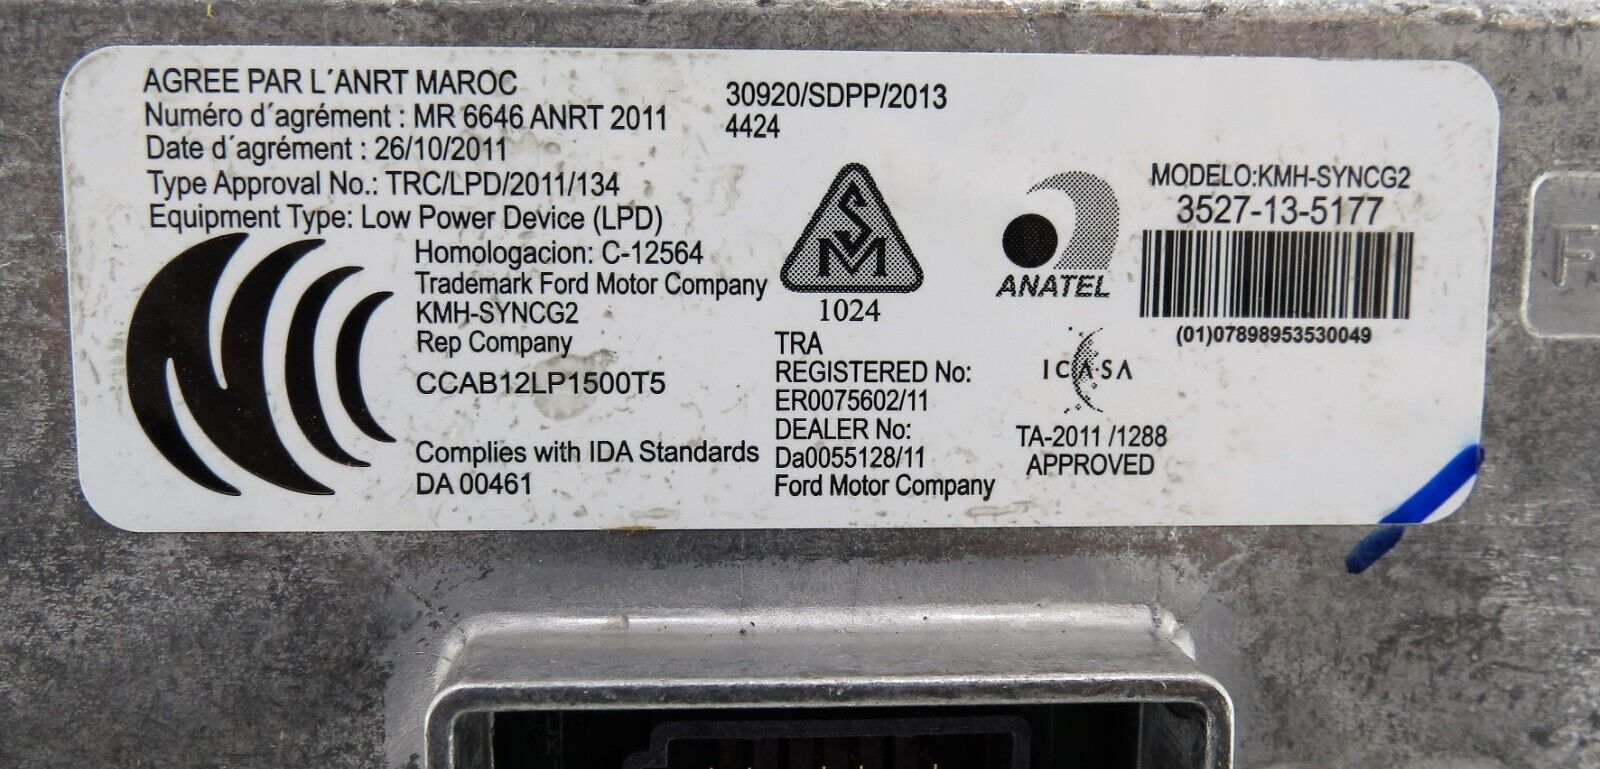 AGREE PAR L´ANRT MAROC
Numéro d´agrément : MR 6646 ANRT 2011
Date d´agrément : 26/10/2011
Type Approval No.: TRC/LPD/2011/134
Equipment Type: Low Power Device (LPD)
Homologacion: C-12564
Trademark Ford Motor Company
KMH-SYNCG2
Rep Company
CCAB12LP1500T5
Complies with IDA Standards
DA 00461
30920/SDPP/2013
4424
S
M
1024
TRA
REGISTERED No:
ER0075602/11
DEALER No:
Da0055128/11
Ford Motor Company
ANATEL
ICASA
TA-2011 /1288
APPROVED
MODELO:KMH-SYNCG2
3527-13-5177
(01)07898953530049
F